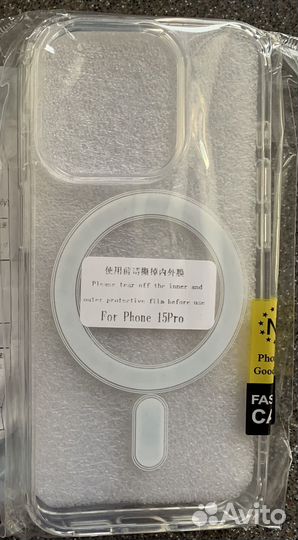 使用前请撕掉内外膜
Please tear off the inner and
outer protective film before use
For Phone 15Pro
N
Pho
Good
FAS
CA
Avito